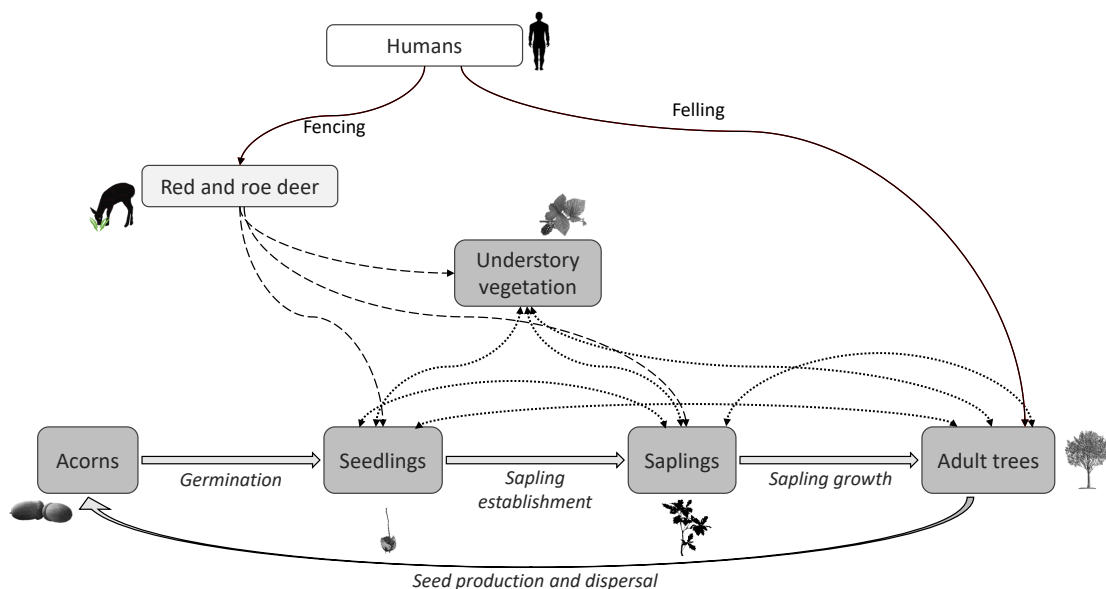 Humans
Fencing
Felling
Red and roe deer
Understory
vegetation
Acorns
Germination
Seedlings
Sapling
establishment
Saplings
Sapling growth
Adult trees
Seed production and dispersal